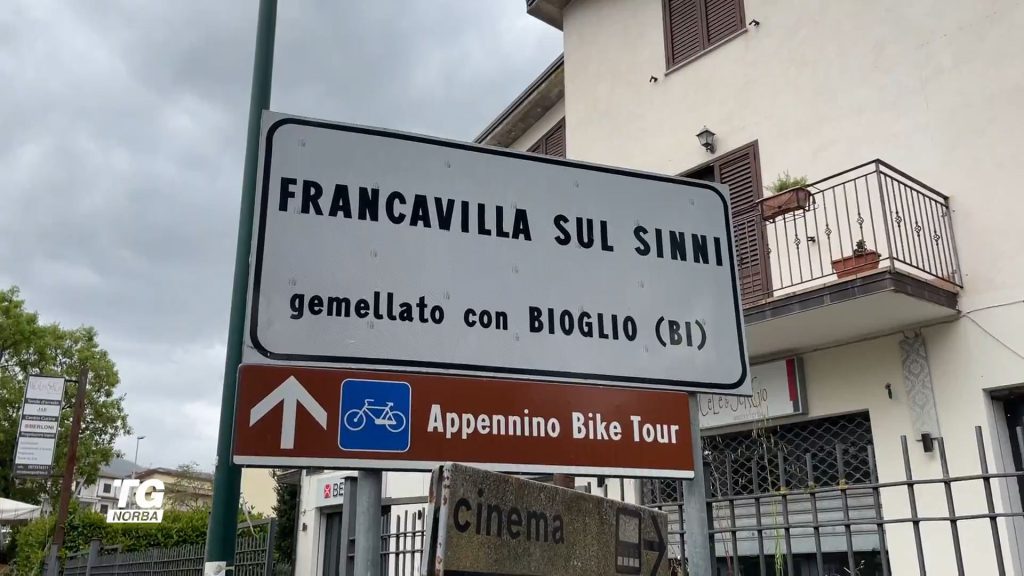 FRANCAVILLA SUL SINNI
gemellato con BIOGLIO (BI)
Appennino Bike Tour
cinema
TG
NORBA